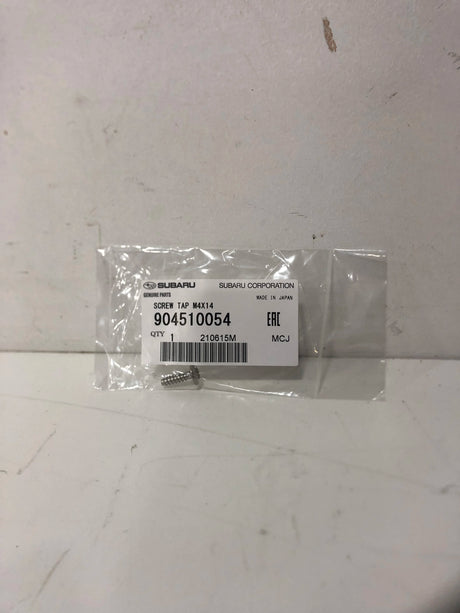 SUBARU SUBARU CORPORATION
GENUINE PARTS MADE IN JAPAN
SCREW TAP M4X14
904510054 EAC
QTY 1 210615M MCJ